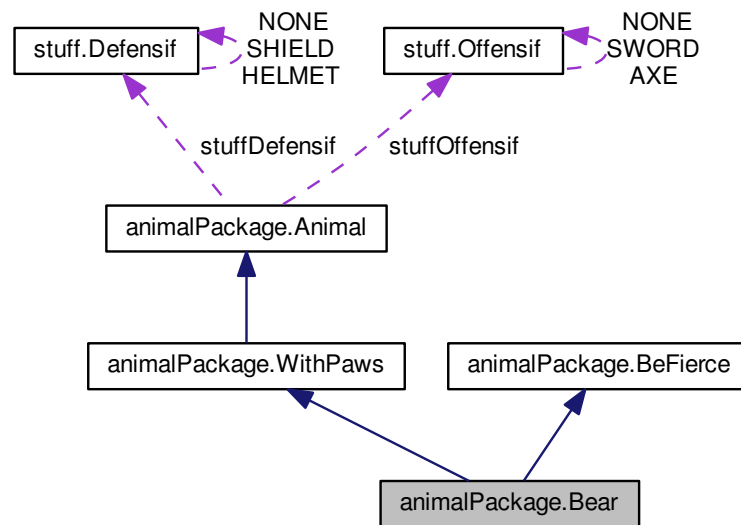 NONE
SHIELD
HELMET
stuff.Defensif
NONE
SWORD
AXE
stuff.Offensif
stuffDefensif
stuffOffensif
animalPackage.Animal
animalPackage.WithPaws
animalPackage.BeFierce
animalPackage.Bear